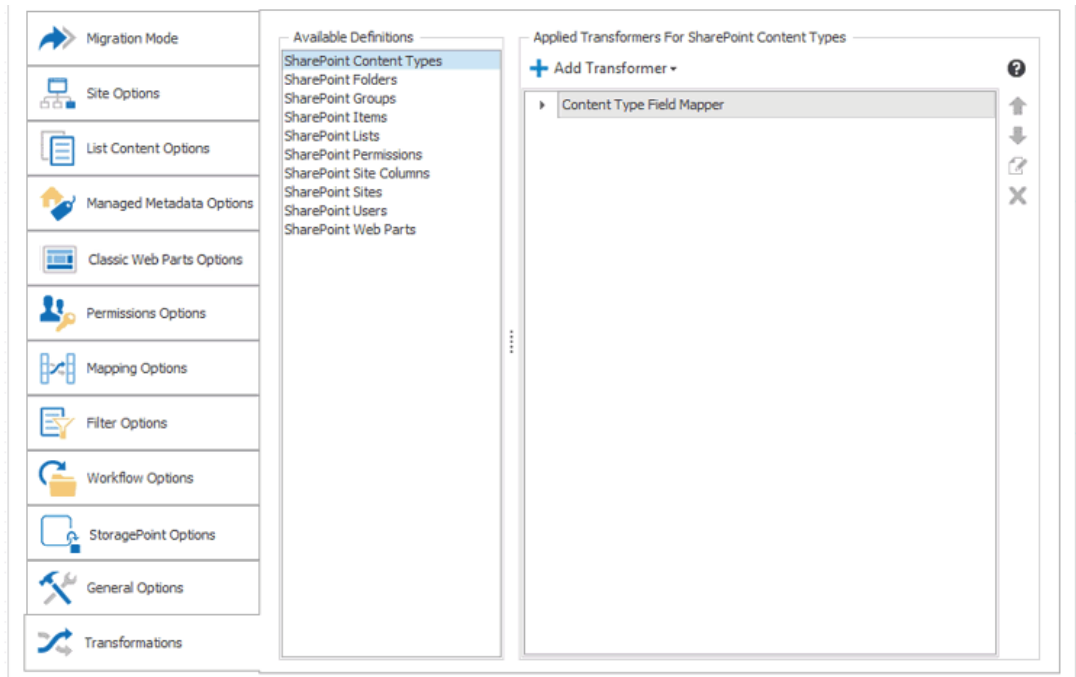 Migration Mode
Site Options
List Content Options
Managed Metadata Options
Classic Web Parts Options
Permissions Options
Mapping Options
Filter Options
Workflow Options
StoragePoint Options
General Options
Transformations
Available Definitions
SharePoint Content Types
SharePoint Folders
SharePoint Groups
SharePoint Items
SharePoint Lists
SharePoint Permissions
SharePoint Site Columns
SharePoint Sites
SharePoint Users
SharePoint Web Parts
Applied Transformers For SharePoint Content Types
Add Transformer
Content Type Field Mapper